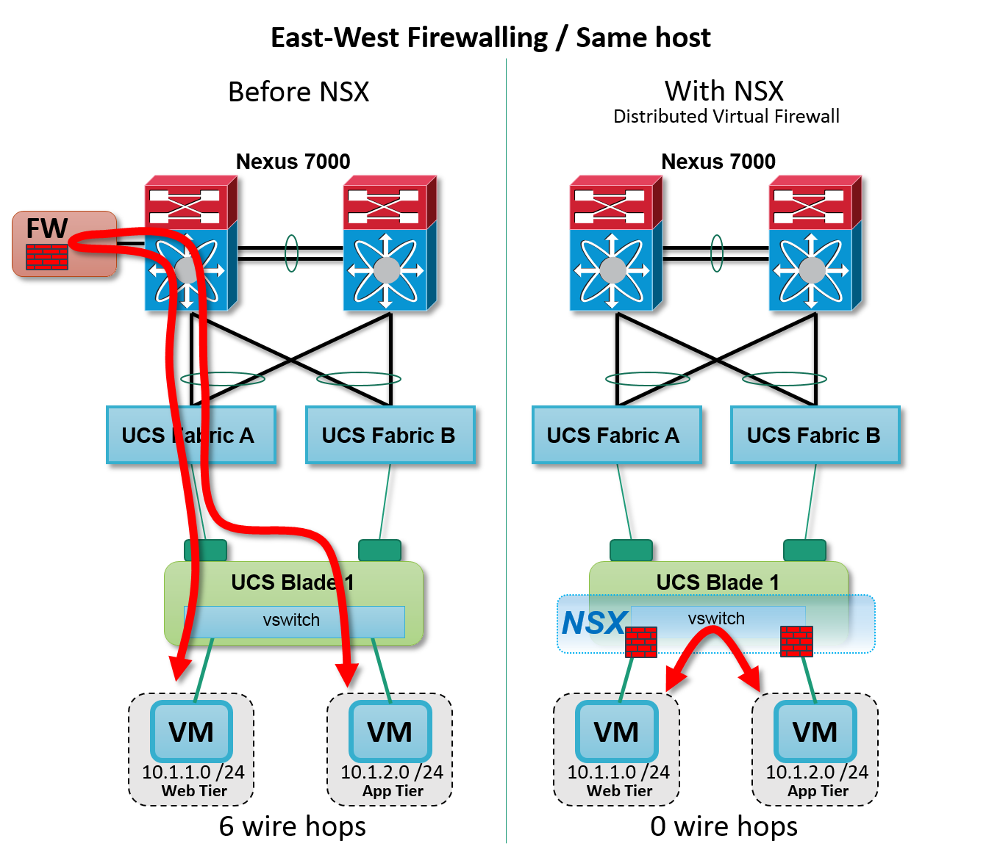 East-West Firewalling / Same host
Before NSX
Nexus 7000
FW
UCS Fabric A
UCS Fabric B
UCS Blade 1
vswitch
VM
10.1.1.0 /24
Web Tier
VM
10.1.2.0 /24
App Tier
6 wire hops
With NSX
Distributed Virtual Firewall
Nexus 7000
UCS Fabric A
UCS Fabric B
UCS Blade 1
NSX
vswitch
VM
10.1.1.0 /24
Web Tier
VM
10.1.2.0 /24
App Tier
0 wire hops